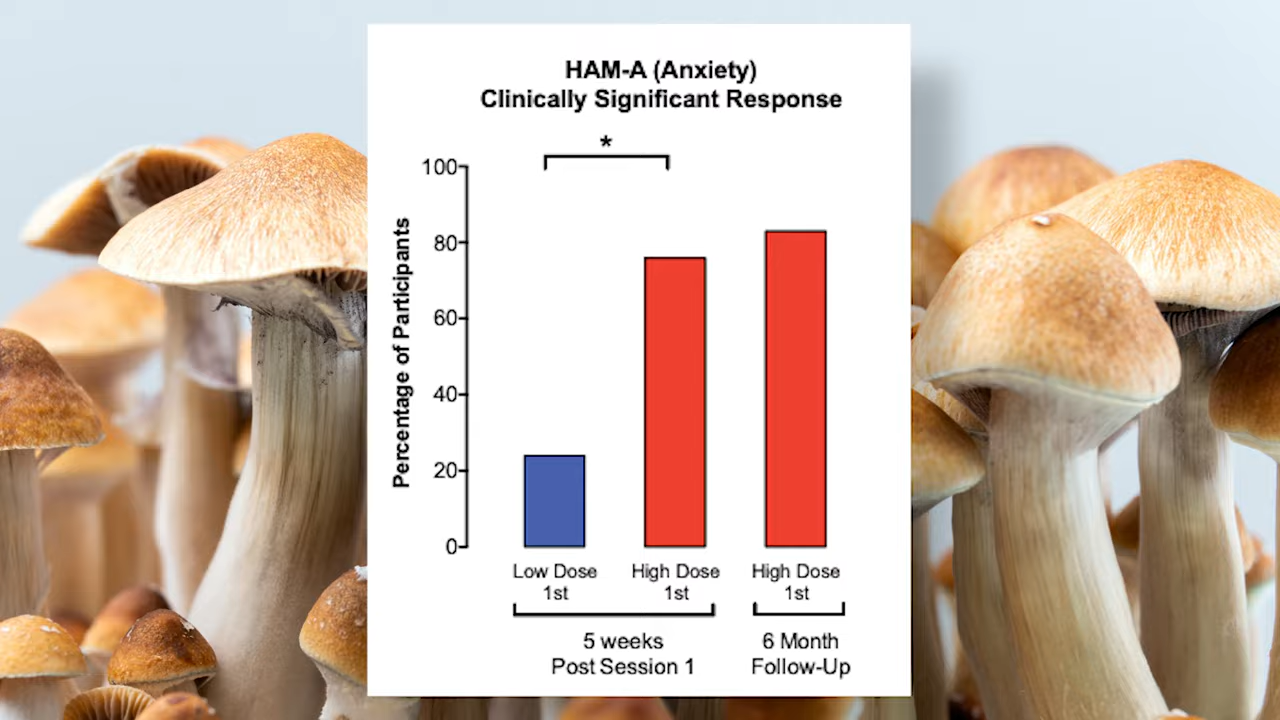 HAM-A (Anxiety)
Clinically Significant Response
*
100
80
60
40
20
0
Percentage of Participants
Low Dose
1st
High Dose
1st
High Dose
1st
5 weeks
Post Session 1
6 Month
Follow-Up